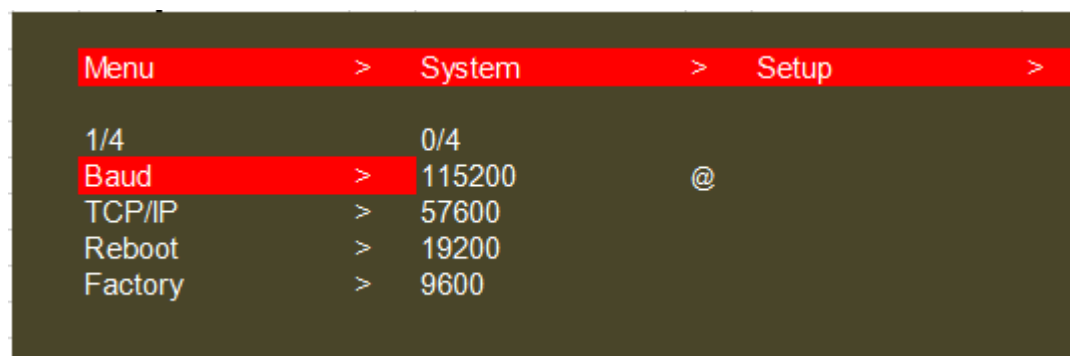 Menu > System > Setup >
1/4 0/4
Baud > 115200 @
TCP/IP > 57600
Reboot > 19200
Factory > 9600